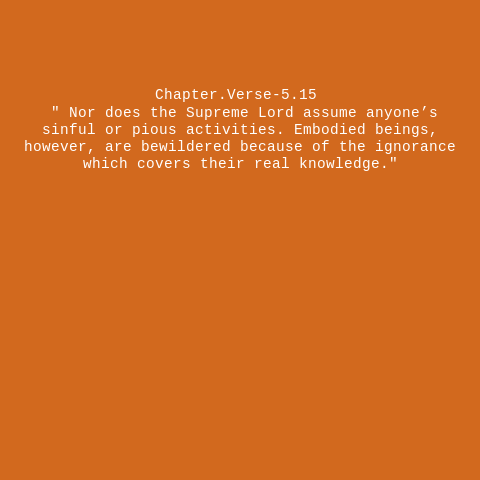 Chapter.Verse-5.15
" Nor does the Supreme Lord assume anyone’s
sinful or pious activities. Embodied beings,
however, are bewildered because of the ignorance
which covers their real knowledge."